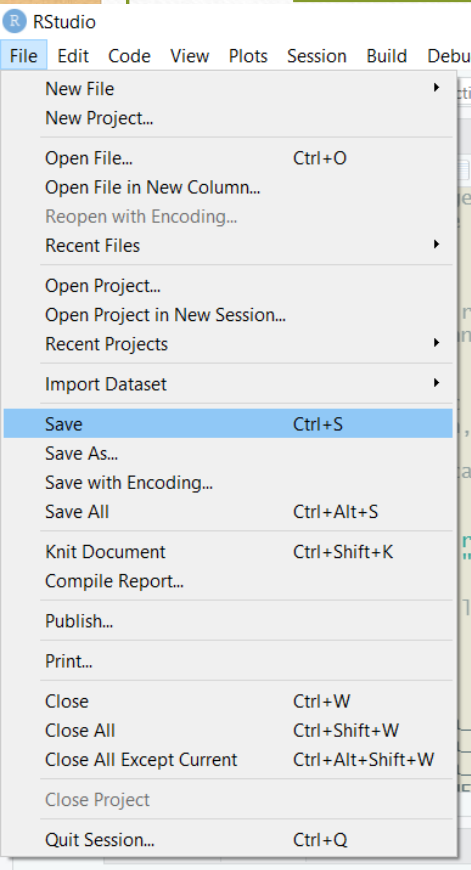 R RStudio
File Edit Code View Plots Session Build Debu
New File
New Project...
Open File... Ctrl+O
Open File in New Column...
Reopen with Encoding...
Recent Files
Open Project...
Open Project in New Session...
Recent Projects
Import Dataset
Save Ctrl+S
Save As...
Save with Encoding...
Save All Ctrl+Alt+S
Knit Document Ctrl+Shift+K
Compile Report...
Publish...
Print...
Close Ctrl+W
Close All Ctrl+Shift+W
Close All Except Current Ctrl+Alt+Shift+W
Close Project
Quit Session... Ctrl+Q